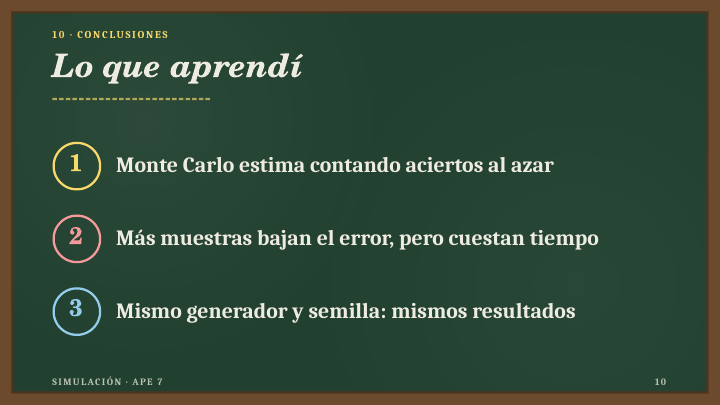 10 · CONCLUSIONES
Lo que aprendí
1 Monte Carlo estima contando aciertos al azar
2 Más muestras bajan el error, pero cuestan tiempo
3 Mismo generador y semilla: mismos resultados
SIMULACIÓN · APE 7 10